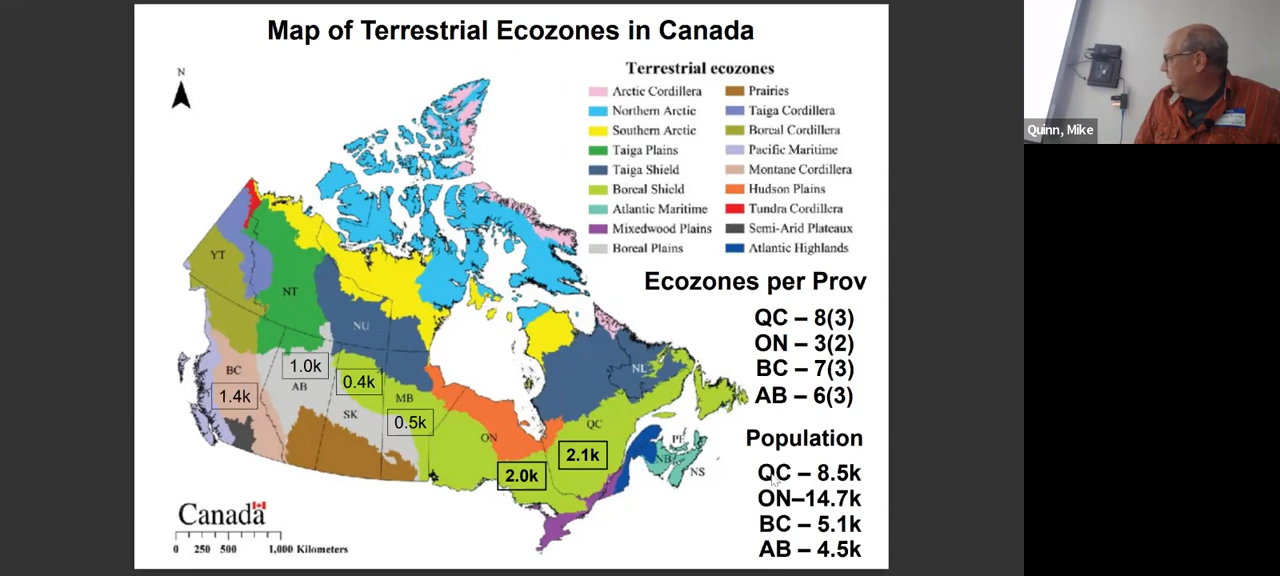 Map of Terrestrial Ecozones in Canada
N
Terrestrial ecozones
Arctic Cordillera
Northern Arctic
Southern Arctic
Taiga Plains
Taiga Shield
Boreal Shield
Atlantic Maritime
Mixedwood Plains
Boreal Plains
Prairies
Taiga Cordillera
Boreal Cordillera
Pacific Maritime
Montane Cordillera
Hudson Plains
Tundra Cordillera
Semi-Arid Plateaux
Atlantic Highlands
Quinn, Mike
YT
NT
NU
NL
BC
1.4k
1.0k
AB
0.4k
SK
MB
0.5k
ON
2.0k
QC
2.1k
PE
NB
NS
Ecozones per Prov
QC – 8(3)
ON – 3(2)
BC – 7(3)
AB – 6(3)
Population
QC – 8.5k
ON–14.7k
BC – 5.1k
AB – 4.5k
Canada
0 250 500 1,000 Kilometers